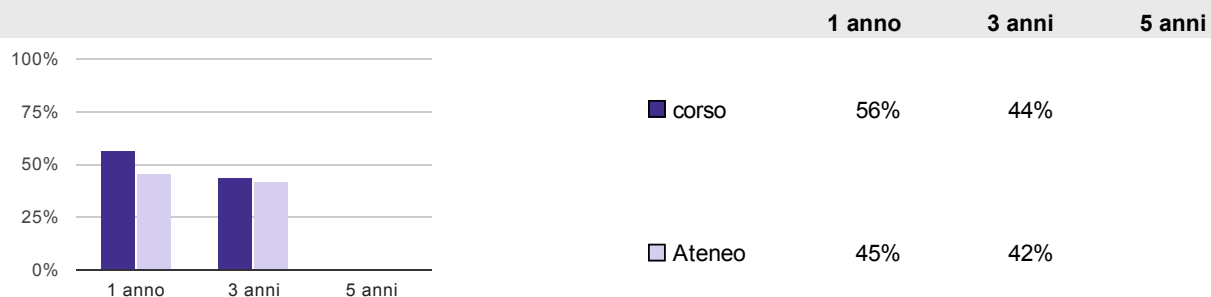 1 anno 3 anni 5 anni
100%
75%
50%
25%
0%
1 anno 3 anni 5 anni
corso 56% 44%
Ateneo 45% 42%